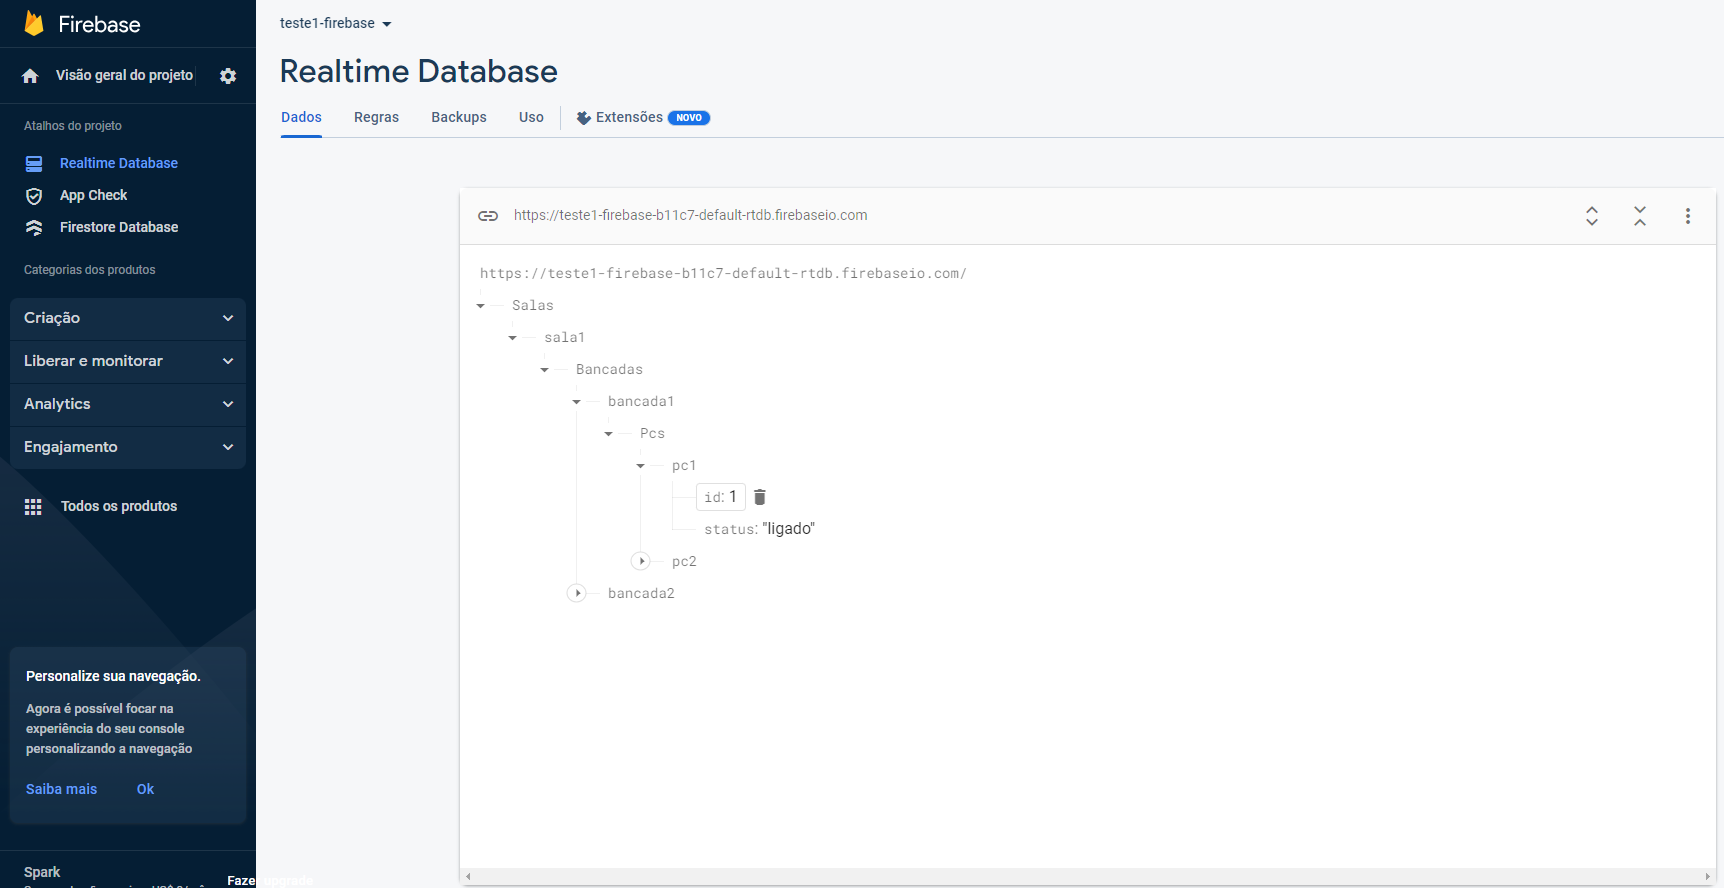 Firebase
Visão geral do projeto
Atalhos do projeto
Realtime Database
App Check
Firestore Database
Categorias dos produtos
Criação
Liberar e monitorar
Analytics
Engajamento
Todos os produtos
Personalize sua navegação.
Agora é possível focar na
experiência do seu console
personalizando a navegação
Saiba mais Ok
Spark
Fazer upgrade
teste1-firebase
Realtime Database
Dados Regras Backups Uso Extensões NOVO
https://teste1-firebase-b11c7-default-rtdb.firebaseio.com
https://teste1-firebase-b11c7-default-rtdb.firebaseio.com/
Salas
sala1
Bancadas
bancada1
Pcs
pc1
id: 1
status: "ligado"
pc2
bancada2